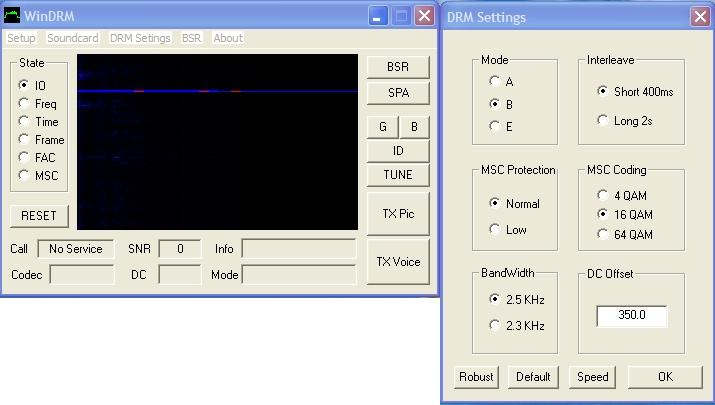 WinDRM
Setup Soundcard DRM Setings BSR About
State
IO
Freq
Time
Frame
FAC
MSC
RESET
BSR
SPA
G B
ID
TUNE
TX Pic
TX Voice
Call No Service SNR 0 Info
Codec DC Mode
DRM Settings
Mode
A
B
E
Interleave
Short 400ms
Long 2s
MSC Protection
Normal
Low
MSC Coding
4 QAM
16 QAM
64 QAM
BandWidth
2.5 KHz
2.3 KHz
DC Offset
350.0
Robust Default Speed OK